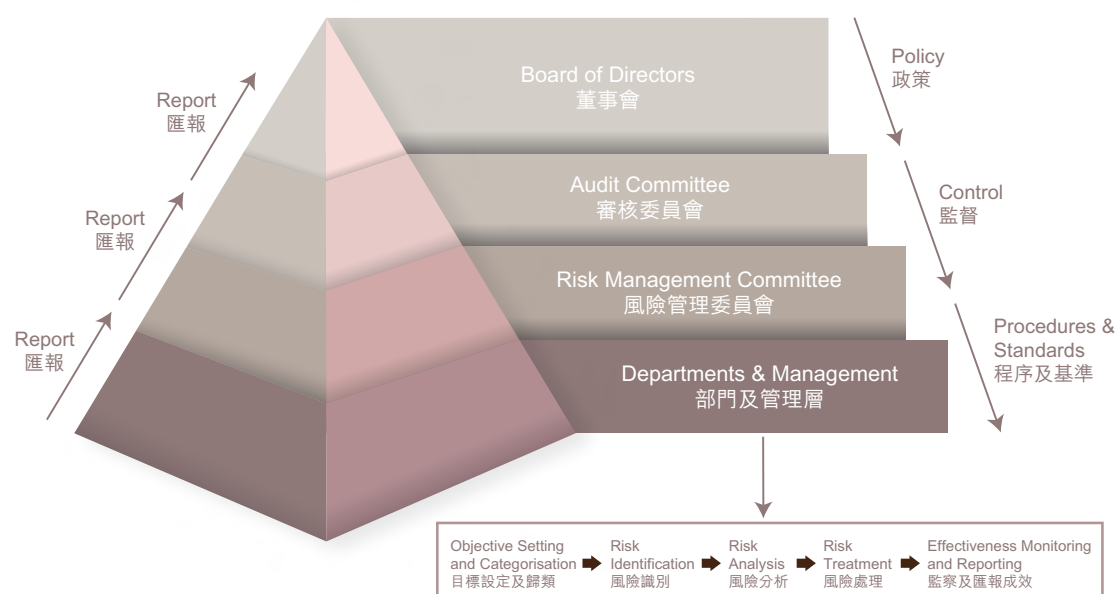 Board of Directors
董事會
Audit Committee
審核委員會
Risk Management Committee
風險管理委員會
Departments & Management
部門及管理層
Report
匯報
Report
匯報
Report
匯報
Policy
政策
Control
監督
Procedures &
Standards
程序及基準
Objective Setting
and Categorisation
目標設定及歸類
Risk
Identification
風險識別
Risk
Analysis
風險分析
Risk
Treatment
風險處理
Effectiveness Monitoring
and Reporting
監察及匯報成效